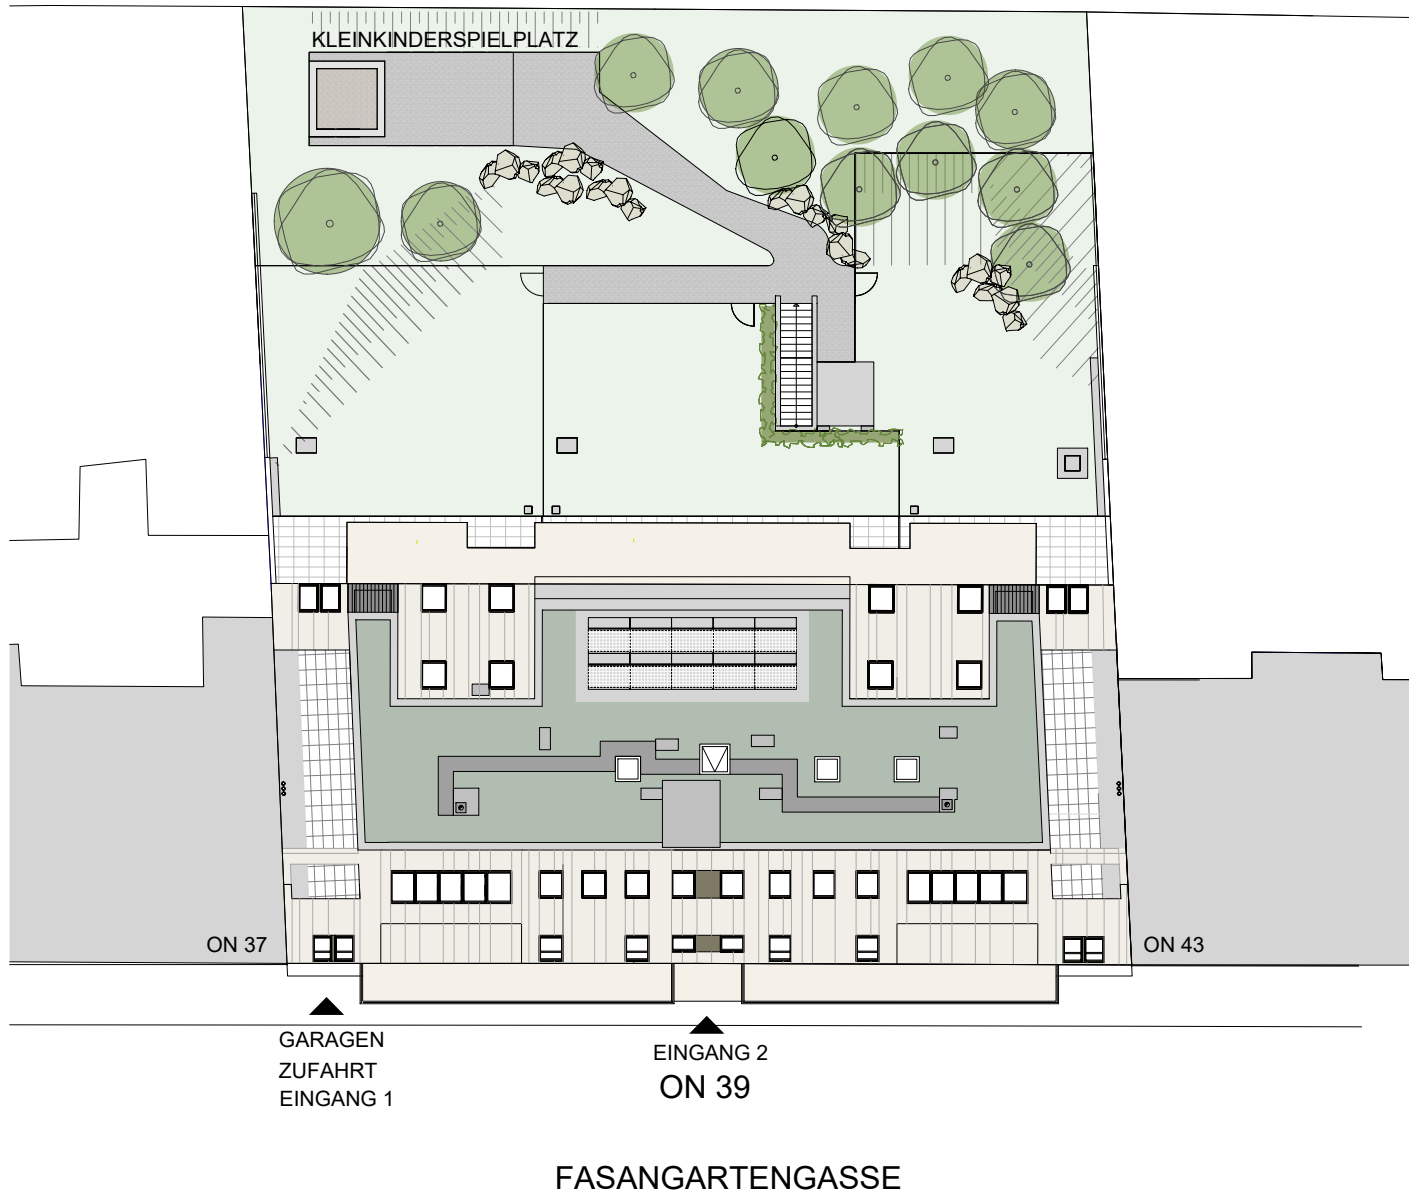 KLEINKINDERSPIELPLATZ
ON 37
ON 43
GARAGEN
ZUFAHRT
EINGANG 1
EINGANG 2
ON 39
FASANGARTENGASSE